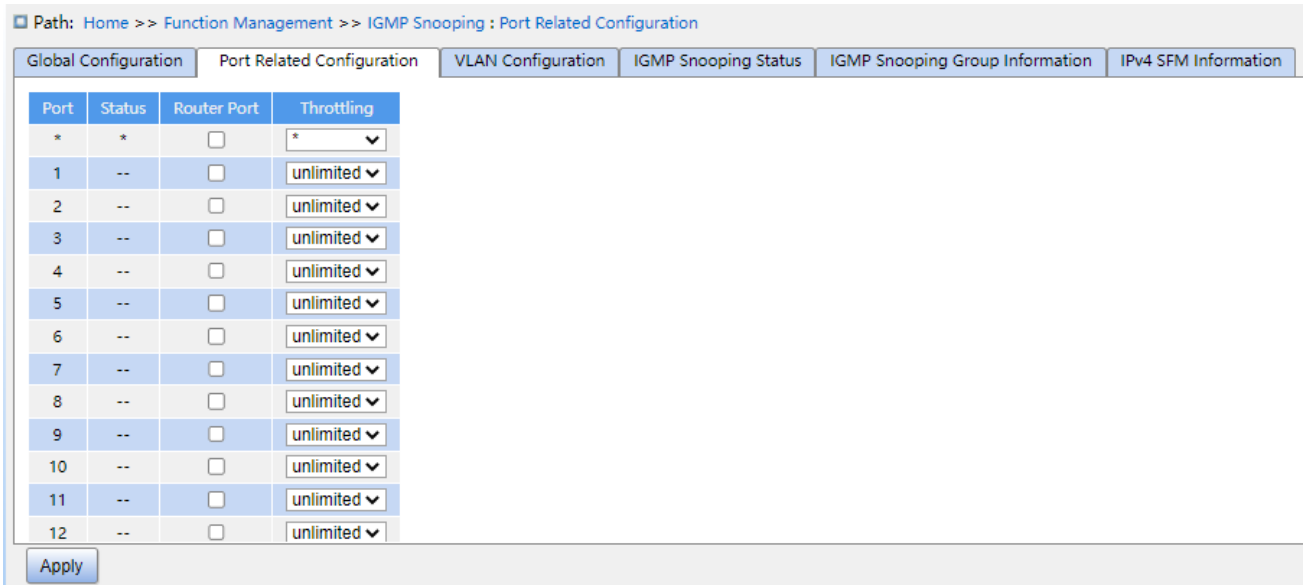 Path: Home >> Function Management >> IGMP Snooping : Port Related Configuration
Global Configuration Port Related Configuration VLAN Configuration IGMP Snooping Status IGMP Snooping Group Information IPv4 SFM Information
Port Status Router Port Throttling
* * *
1 -- unlimited
2 -- unlimited
3 -- unlimited
4 -- unlimited
5 -- unlimited
6 -- unlimited
7 -- unlimited
8 -- unlimited
9 -- unlimited
10 -- unlimited
11 -- unlimited
12 -- unlimited
Apply